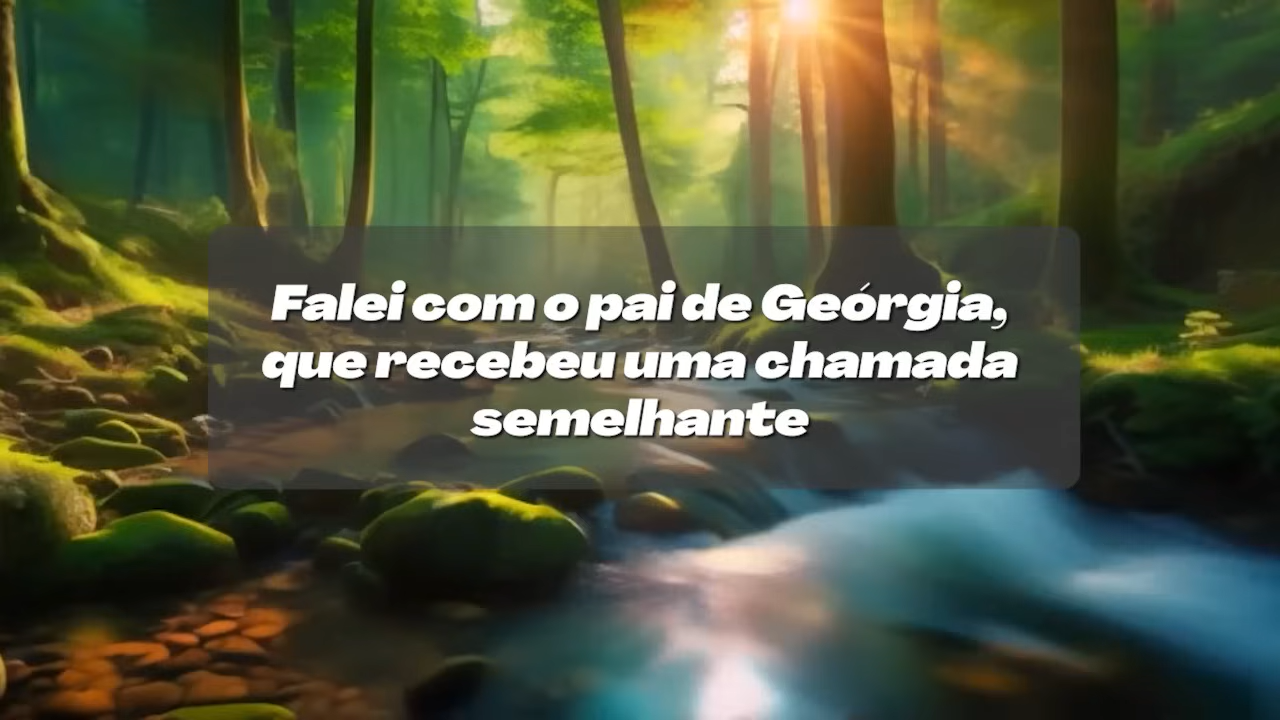 Falei com o pai de Geórgia,
que recebeu uma chamada
semelhante